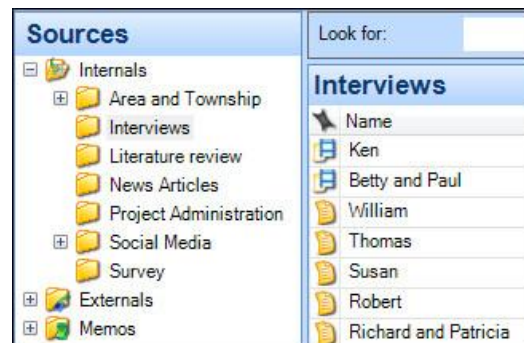 Sources
Internals
Area and Township
Interviews
Literature review
News Articles
Project Administration
Social Media
Survey
Externals
Memos
Look for:
Interviews
Name
Ken
Betty and Paul
William
Thomas
Susan
Robert
Richard and Patricia